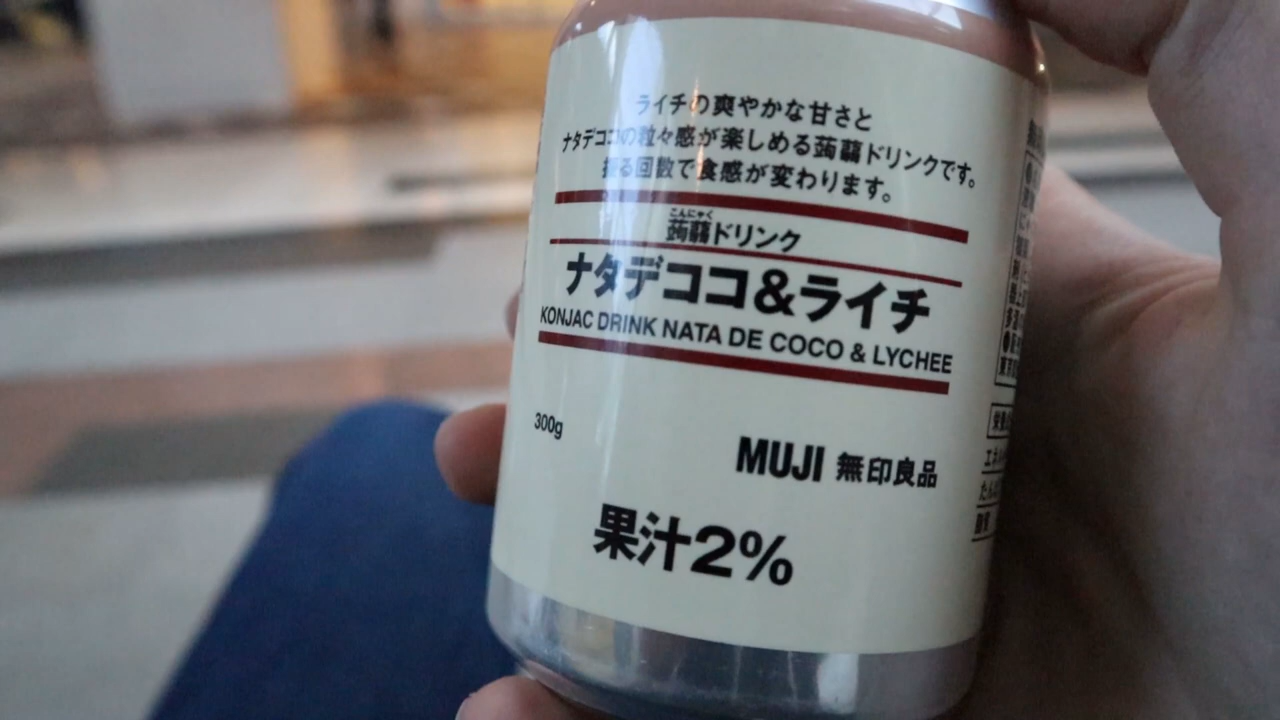 ライチの爽やかな甘さと
ナタデココの粒々感が楽しめる蒟蒻ドリンクです。
振る回数で食感が変わります。
こんにゃく
蒟蒻ドリンク
ナタデココ&ライチ
KONJAC DRINK NATA DE COCO & LYCHEE
300g
MUJI 無印良品
果汁2%